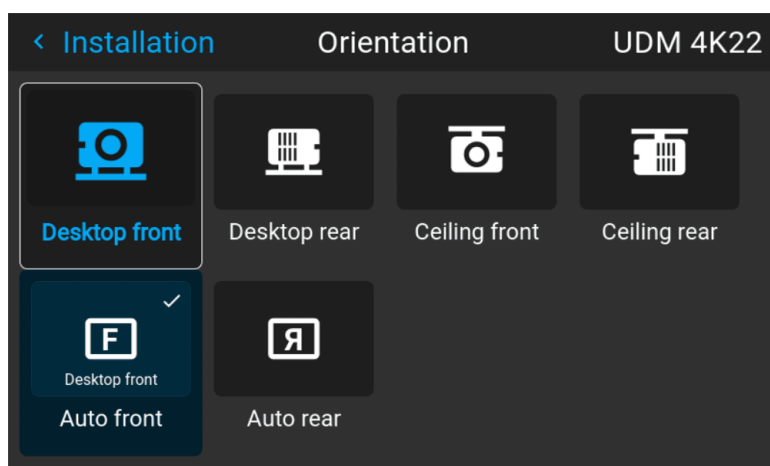 Installation Orientation UDM 4K22
Desktop front Desktop rear Ceiling front Ceiling rear
F Я
Desktop front
Auto front Auto rear